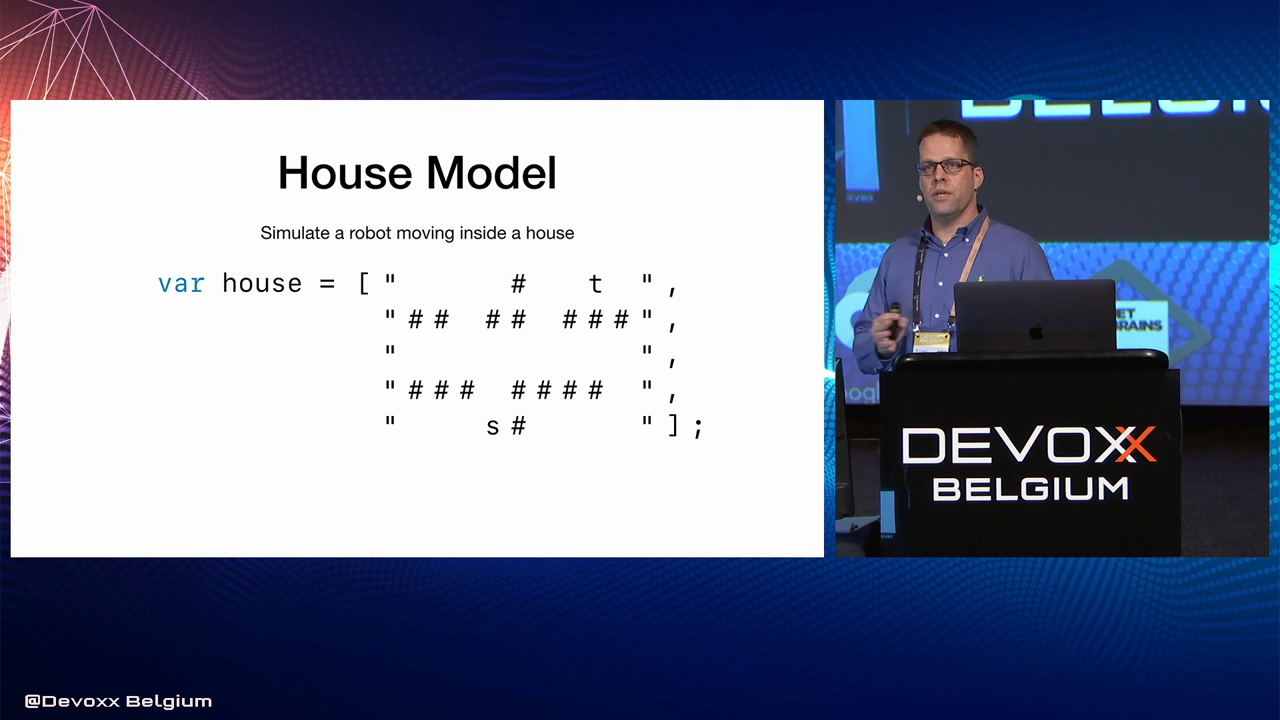 House Model
Simulate a robot moving inside a house
var house = [ "    #  t ",
"## ## ###",
"         ",
"### #### ",
"   s#    "];
DEVOXX
BELGIUM
@Devoxx Belgium